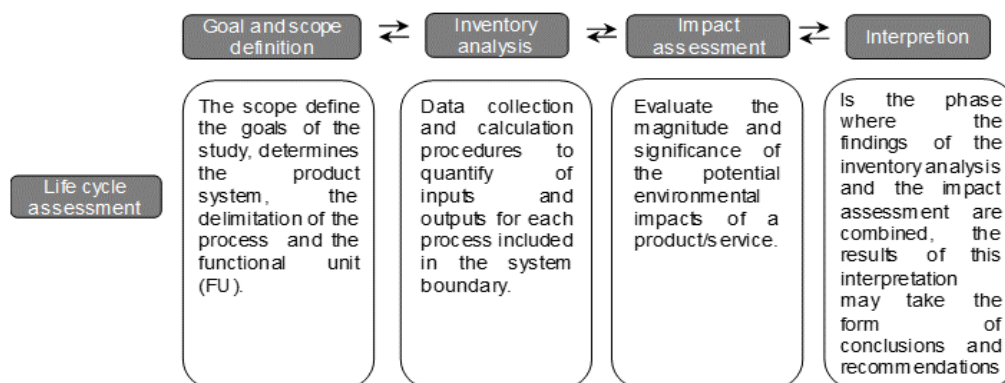 Goal and scope
definition
Inventory
analysis
Impact
assessment
Interpretion
Life cycle
assessment
The scope define
the goals of the
study, determines
the product
system, the
delimitation of the
process and the
functional unit
(FU).
Data collection
and calculation
procedures to
quantify of
inputs and
outputs for each
process included
in the system
boundary.
Evaluate the
magnitude and
significance of
the potential
environmental
impacts of a
product/service.
Is the phase
where the
findings of the
inventory analysis
and the impact
assessment are
combined, the
results of this
interpretation
may take the
form of
conclusions and
recommendations